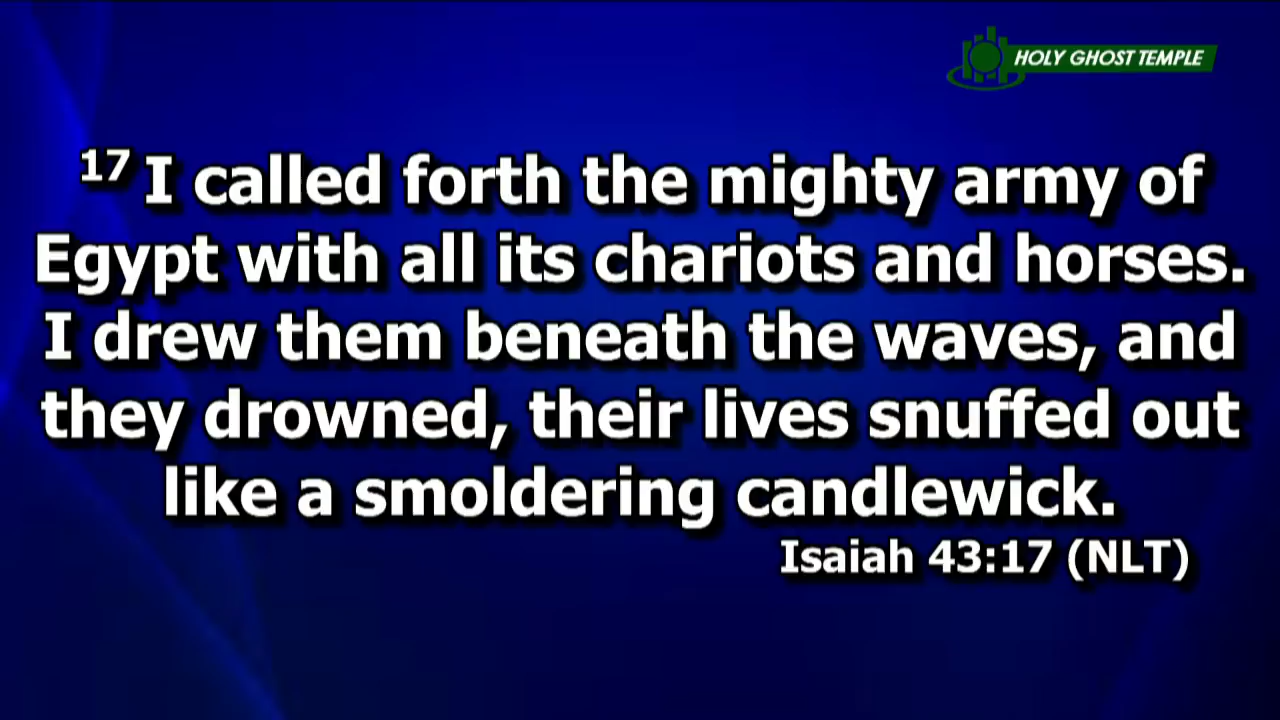 HOLY GHOST TEMPLE
17 I called forth the mighty army of
Egypt with all its chariots and horses.
I drew them beneath the waves, and
they drowned, their lives snuffed out
like a smoldering candlewick.
Isaiah 43:17 (NLT)